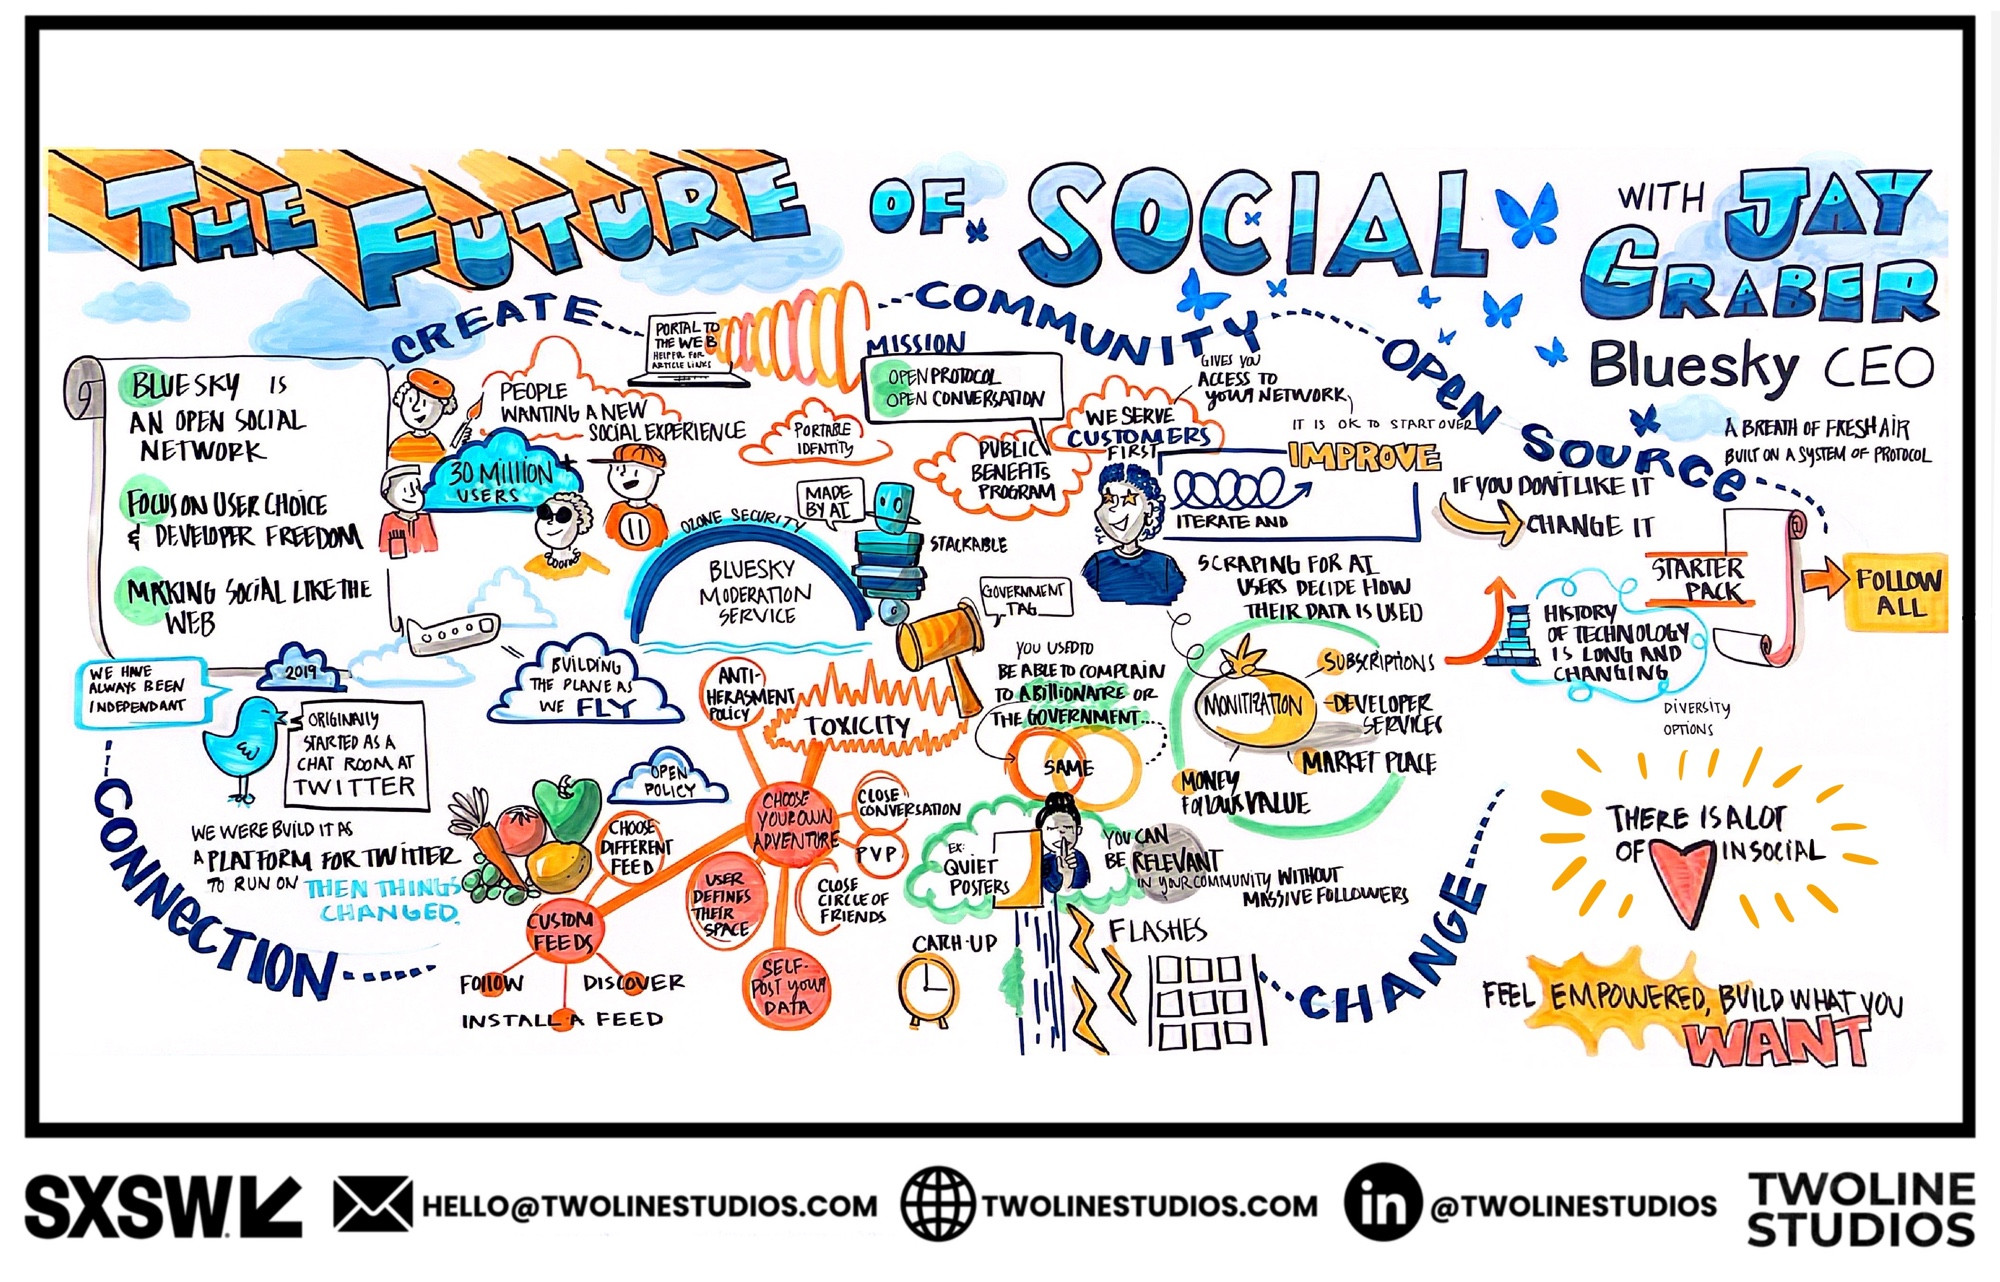 THE FUTURE OF SOCIAL
WITH JAY
GRABER
Bluesky CEO
CREATE
COMMUNITY
OPEN SOURCE
CONNECTION
CHANGE
BLUESKY IS
AN OPEN SOCIAL
NETWORK
FOCUS ON USER CHOICE
& DEVELOPER FREEDOM
MAKING SOCIAL LIKE THE
WEB
PEOPLE
WANTING A NEW
SOCIAL EXPERIENCE
30 MILLION+
USERS
PORTAL TO
THE WEB
HELPFUL FOR
ARTICLE LINKS
MISSION
OPEN PROTOCOL
OPEN CONVERSATION
PORTABLE
IDENTITY
PUBLIC
BENEFITS
PROGRAM
WE SERVE
CUSTOMERS
FIRST
GIVES YOU
ACCESS TO
YOUR NETWORK,
IT IS OK TO START OVER
IMPROVE
ITERATE AND
IF YOU DON'T LIKE IT
CHANGE IT
A BREATH OF FRESH AIR
BUILT ON A SYSTEM OF PROTOCOL
STARTER
PACK
FOLLOW
ALL
HISTORY
OF TECHNOLOGY
IS LONG AND
CHANGING
DIVERSITY
OPTIONS
OZONE SECURITY
BLUESKY
MODERATION
SERVICE
MADE
BY AI
STACKABLE
GOVERNMENT
TAG
SCRAPING FOR AI
USERS DECIDE HOW
THEIR DATA IS USED
YOU USED TO
BE ABLE TO COMPLAIN
TO A BILLIONAIRE OR
THE GOVERNMENT...
SAME
MONITIZATION
SUBSCRIPTIONS
DEVELOPER
SERVICES
MARKET PLACE
MONEY
FOLLOWS VALUE
WE HAVE
ALWAYS BEEN
INDEPENDANT
2019
ORIGINALLY
STARTED AS A
CHAT ROOM AT
TWITTER
BUILDING
THE PLANE AS
WE FLY
WE WERE BUILD IT AS
A PLATFORM FOR TWITTER
TO RUN ON THEN THINGS
CHANGED.
OPEN
POLICY
ANTI-
HERASMENT
POLICY
TOXICITY
CHOOSE
YOUR OWN
ADVENTURE
CLOSE
CONVERSATION
PVP
CLOSE
CIRCLE OF
FRIENDS
CHOOSE
DIFFERENT
FEED
USER
DEFINES
THEIR
SPACE
SELF-
POST YOUR
DATA
CUSTOM
FEEDS
FOLLOW
DISCOVER
INSTALL A FEED
EX:
QUIET
POSTERS
YOU CAN
BE RELEVANT
IN YOUR COMMUNITY WITHOUT
MASSIVE FOLLOWERS
CATCH-UP
FLASHES
THERE IS A LOT
OF IN SOCIAL
FEEL EMPOWERED, BUILD WHAT YOU
WANT
SXSW
HELLO@TWOLINESTUDIOS.COM
TWOLINESTUDIOS.COM
in
@TWOLINESTUDIOS
TWOLINE
STUDIOS